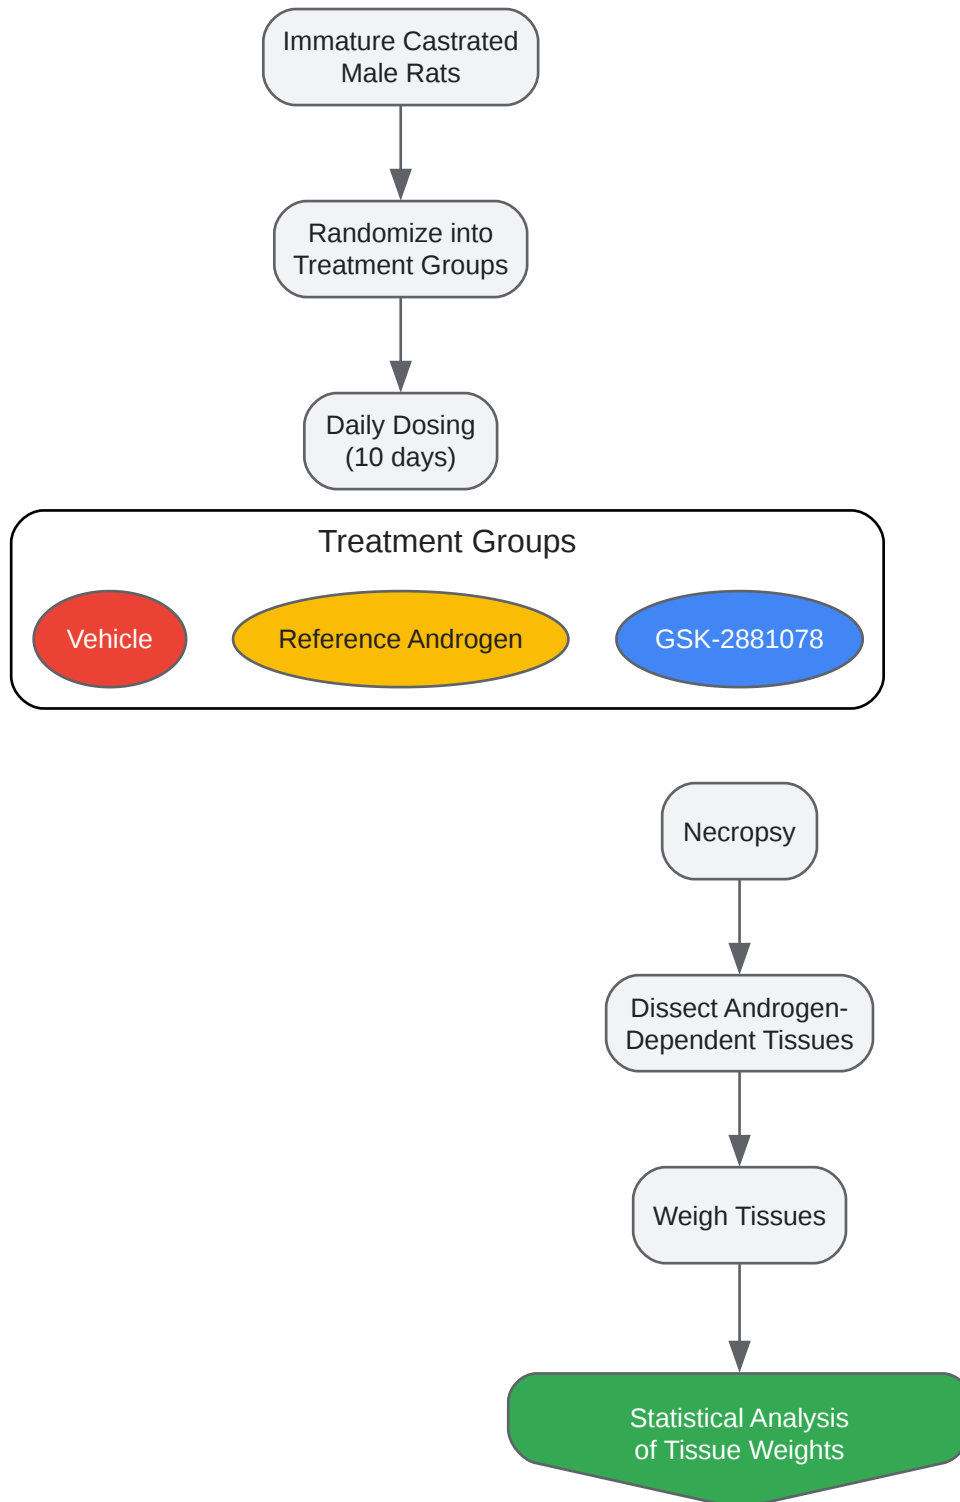 Immature Castrated
Male Rats
Randomize into
Treatment Groups
Daily Dosing
(10 days)
Treatment Groups
Vehicle
Reference Androgen
GSK-2881078
Necropsy
Dissect Androgen-
Dependent Tissues
Weigh Tissues
Statistical Analysis
of Tissue Weights